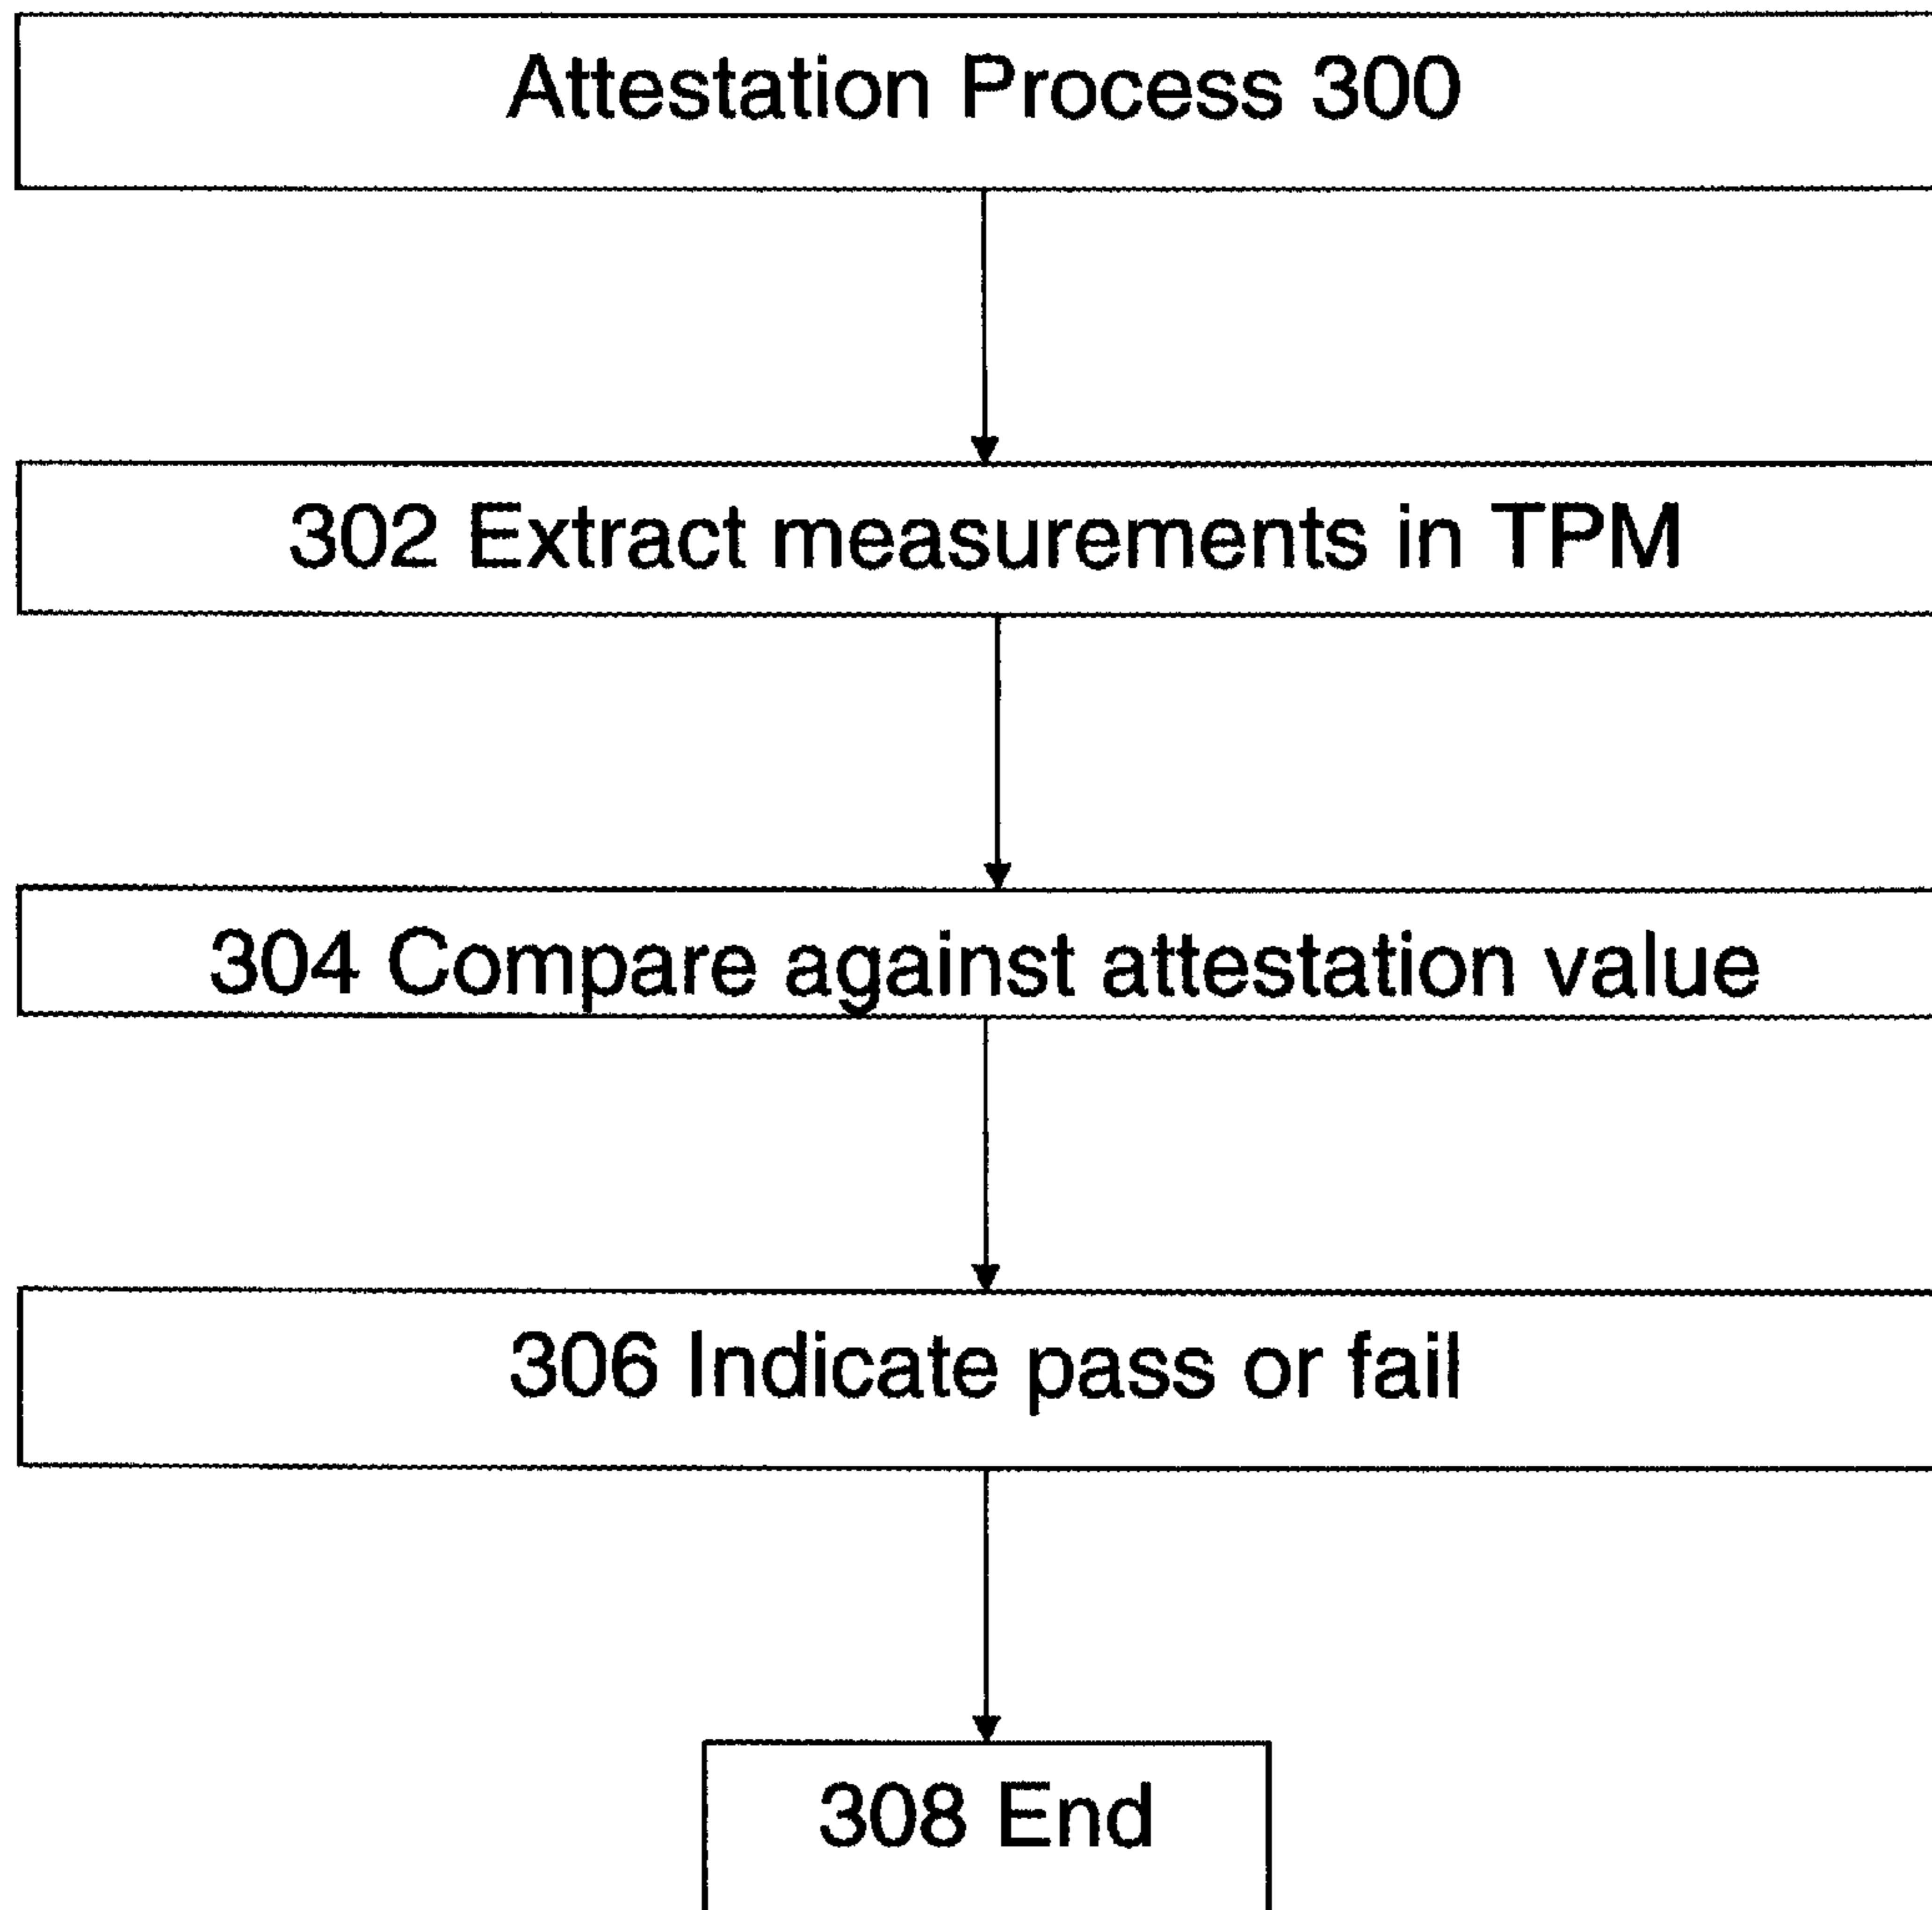 Attestation Process 300
302 Extract measurements in TPM
304 Compare against attestation value
306 Indicate pass or fail
308 End